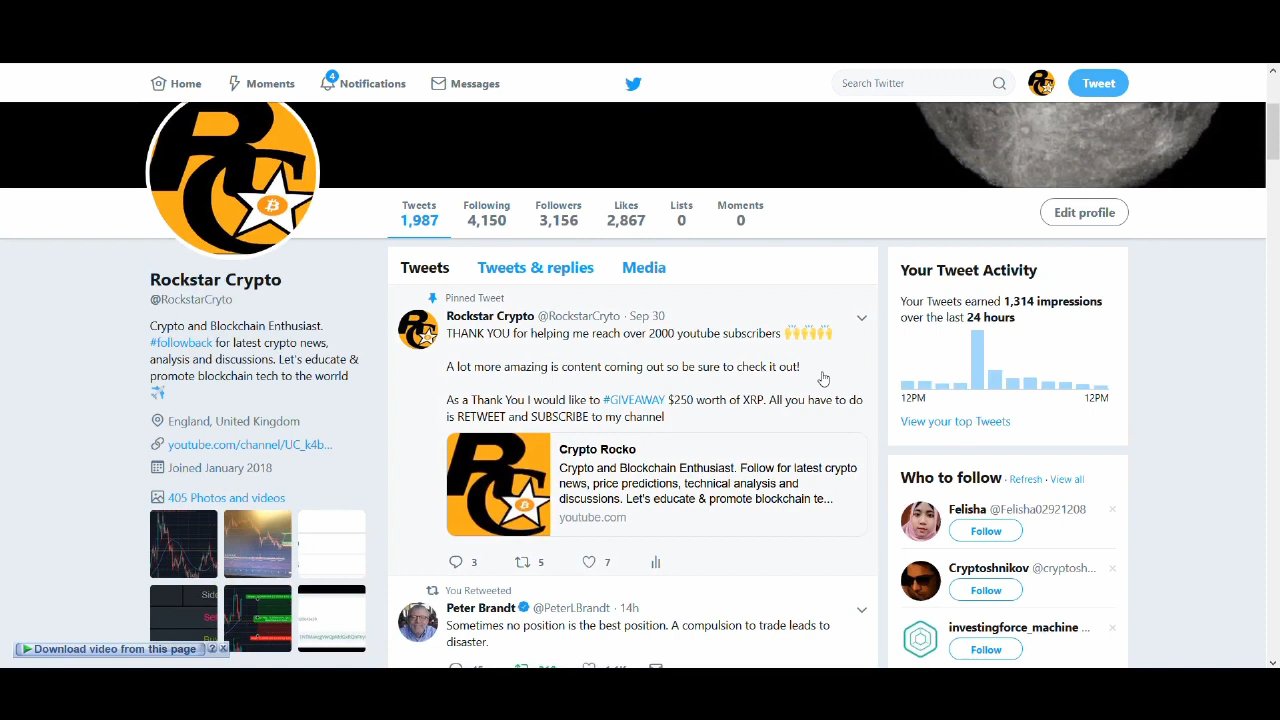 Home
Moments
4
Notifications
Messages
Search Twitter
Tweet
Tweets
1,987
Following
4,150
Followers
3,156
Likes
2,867
Lists
0
Moments
0
Edit profile
Rockstar Crypto
@RockstarCryto
Crypto and Blockchain Enthusiast.
#followback for latest crypto news,
analysis and discussions. Let's educate &
promote blockchain tech to the worrld
England, United Kingdom
youtube.com/channel/UC_k4b...
Joined January 2018
405 Photos and videos
Download video from this page
?
x
Tweets
Tweets & replies
Media
Pinned Tweet
Rockstar Crypto @RockstarCryto · Sep 30
THANK YOU for helping me reach over 2000 youtube subscribers 🙌🙌🙌🙌
A lot more amazing is content coming out so be sure to check it out!
As a Thank You I would like to #GIVEAWAY $250 worth of XRP. All you have to do
is RETWEET and SUBSCRIBE to my channel
Crypto Rocko
Crypto and Blockchain Enthusiast. Follow for latest crypto
news, price predictions, technical analysis and
discussions. Let's educate & promote blockchain te...
youtube.com
3
5
7
You Retweeted
Peter Brandt @PeterLBrandt · 14h
Sometimes no position is the best position. A compulsion to trade leads to
disaster.
Your Tweet Activity
Your Tweets earned 1,314 impressions
over the last 24 hours
12PM
12PM
View your top Tweets
Who to follow · Refresh · View all
Felisha @Felisha02921208
Follow
Cryptoshnikov @cryptosh...
Follow
investingforce_machine ...
Follow